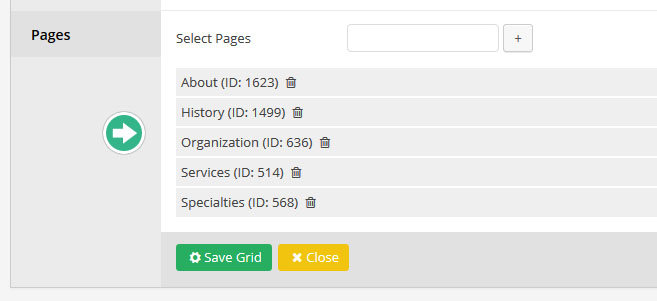 Pages
Select Pages
+
About (ID: 1623)
History (ID: 1499)
Organization (ID: 636)
Services (ID: 514)
Specialties (ID: 568)
Save Grid
Close